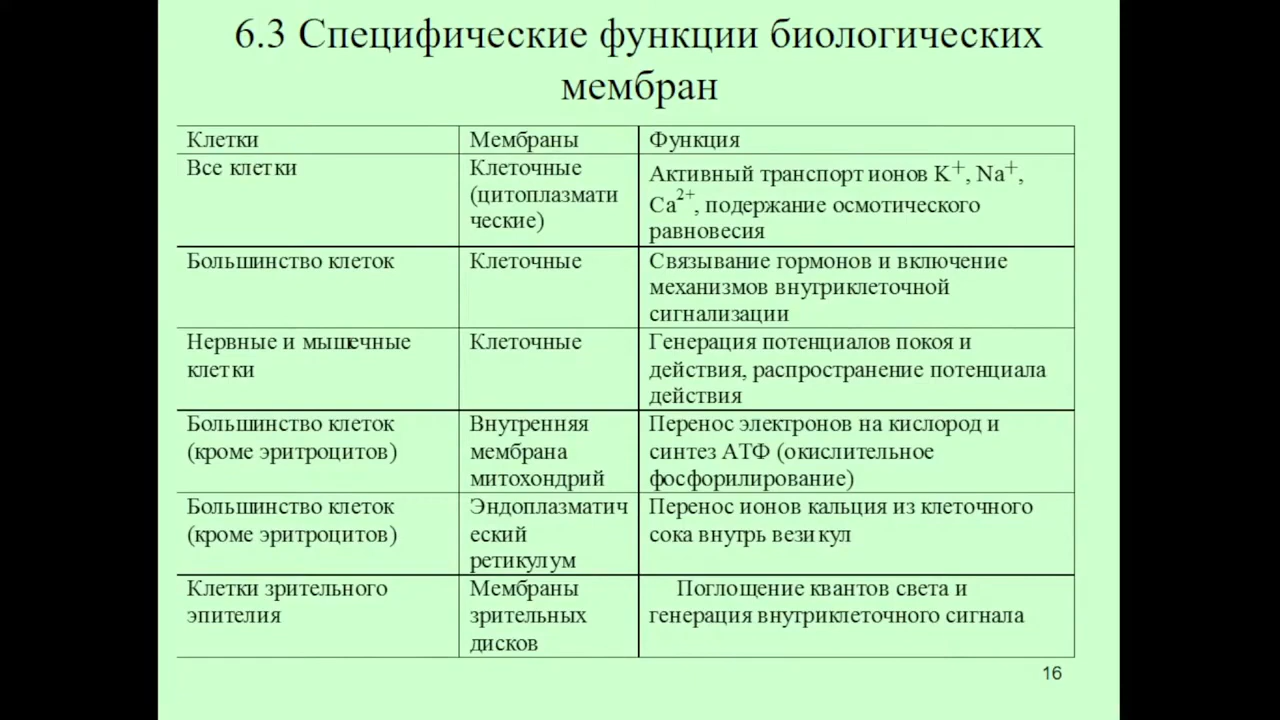 6.3 Специфические функции биологических
мембран
Клетки
Мембраны
Функция
Все клетки
Клеточные
(цитоплазмати
ческие)
Активный транспорт ионов K+, Na+,
Ca2+, подержание осмотического
равновесия
Большинство клеток
Клеточные
Связывание гормонов и включение
механизмов внутриклеточной
сигнализации
Нервные и мышечные
клетки
Клеточные
Генерация потенциалов покоя и
действия, распространение потенциала
действия
Большинство клеток
(кроме эритроцитов)
Внутренняя
мембрана
митохондрий
Перенос электронов на кислород и
синтез АТФ (окислительное
фосфорилирование)
Большинство клеток
(кроме эритроцитов)
Эндоплазматич
еский
ретикулум
Перенос ионов кальция из клеточного
сока внутрь везикул
Клетки зрительного
эпителия
Мембраны
зрительных
дисков
Поглощение квантов света и
генерация внутриклеточного сигнала
16